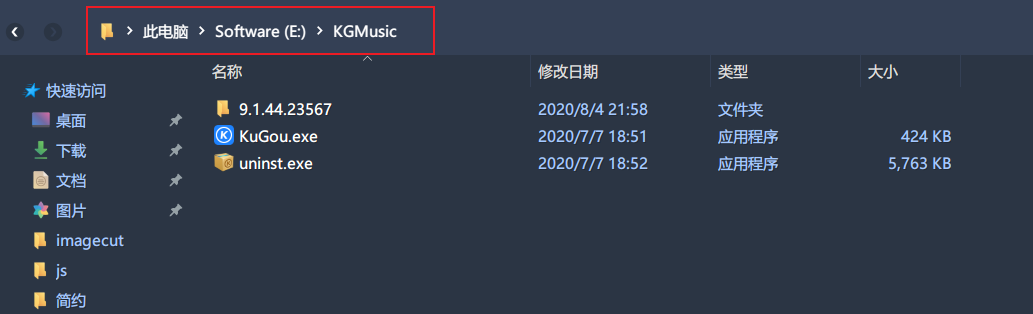 此电脑 > Software (E:) > KGMusic
名称 修改日期 类型 大小
快速访问
桌面
下载
文档
图片
imagecut
js
简约
9.1.44.23567 2020/8/4 21:58 文件夹
KuGou.exe 2020/7/7 18:51 应用程序 424 KB
uninst.exe 2020/7/7 18:52 应用程序 5,763 KB